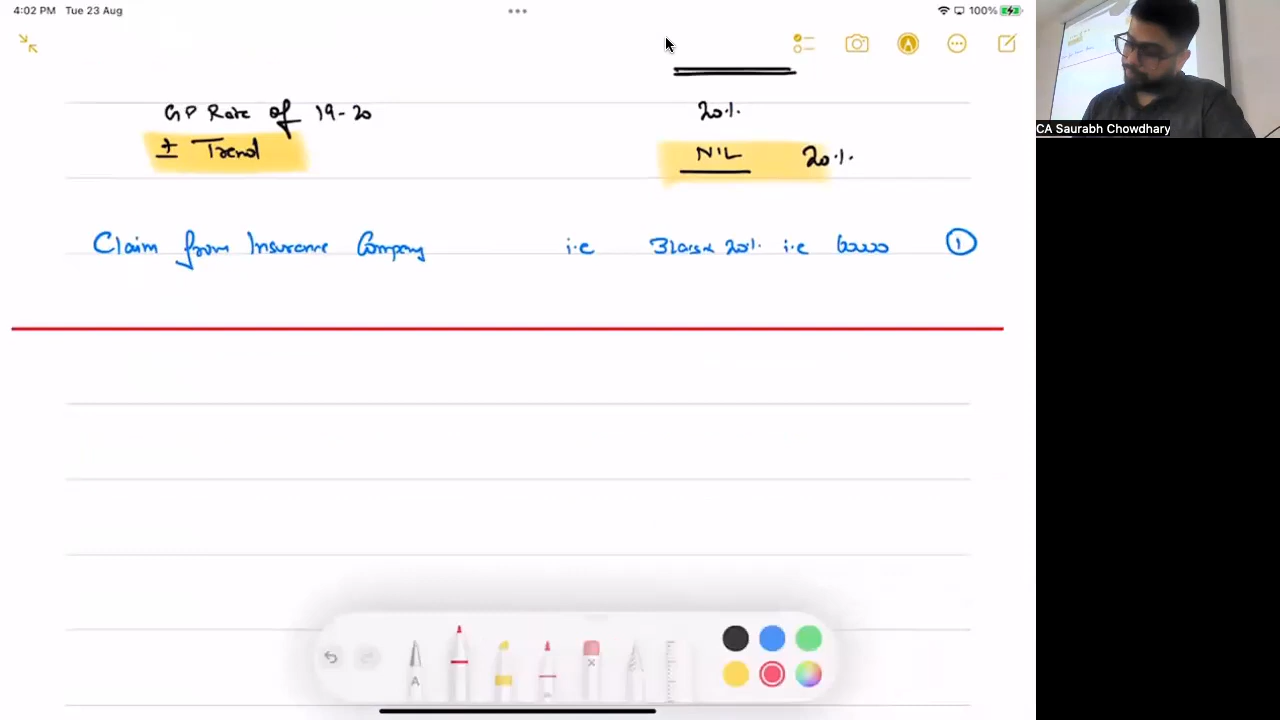 4:02 PM Tue 23 Aug
100%
CA Saurabh Chowdhary
GP Rate of 19-20 20%.
± Trend NIL 20%.
Claim from Insurance Company i.e 3Lacs x 20%. i.e 60000 ①
A